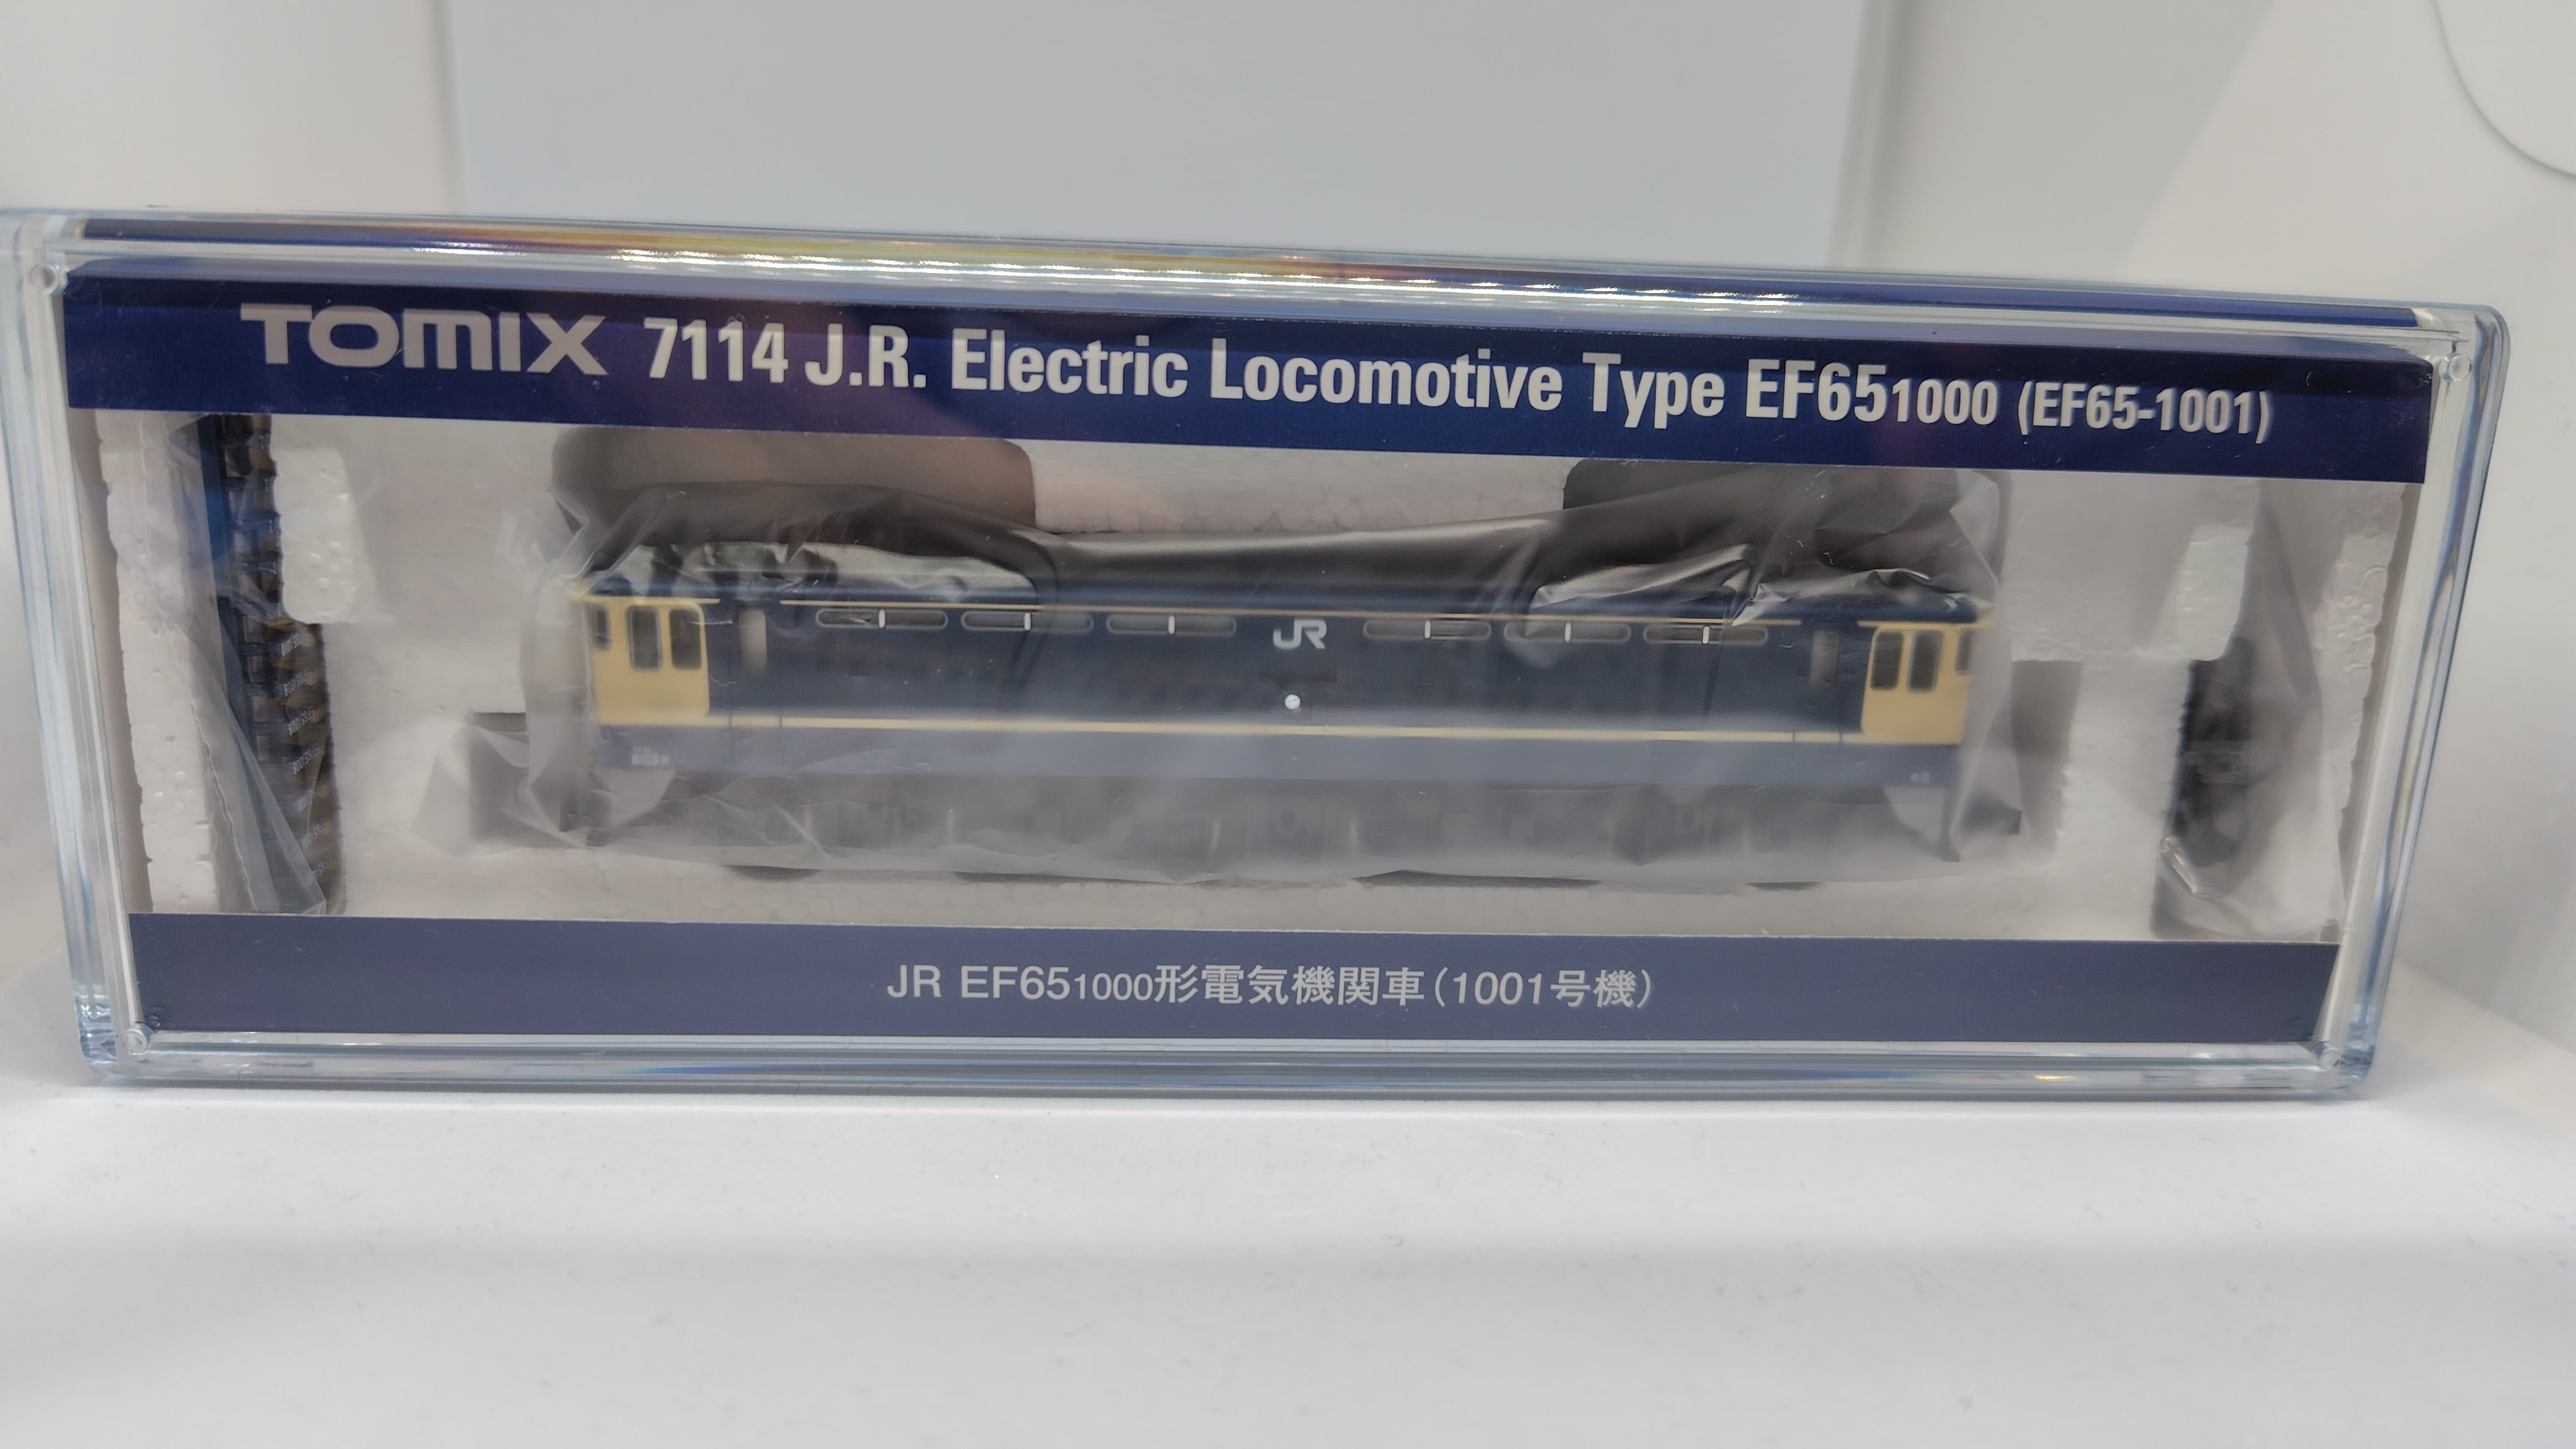 TOMIX 7114 J.R. Electric Locomotive Type EF651000 (EF65-1001)
JR
JR EF651000形電気機関車(1001号機)